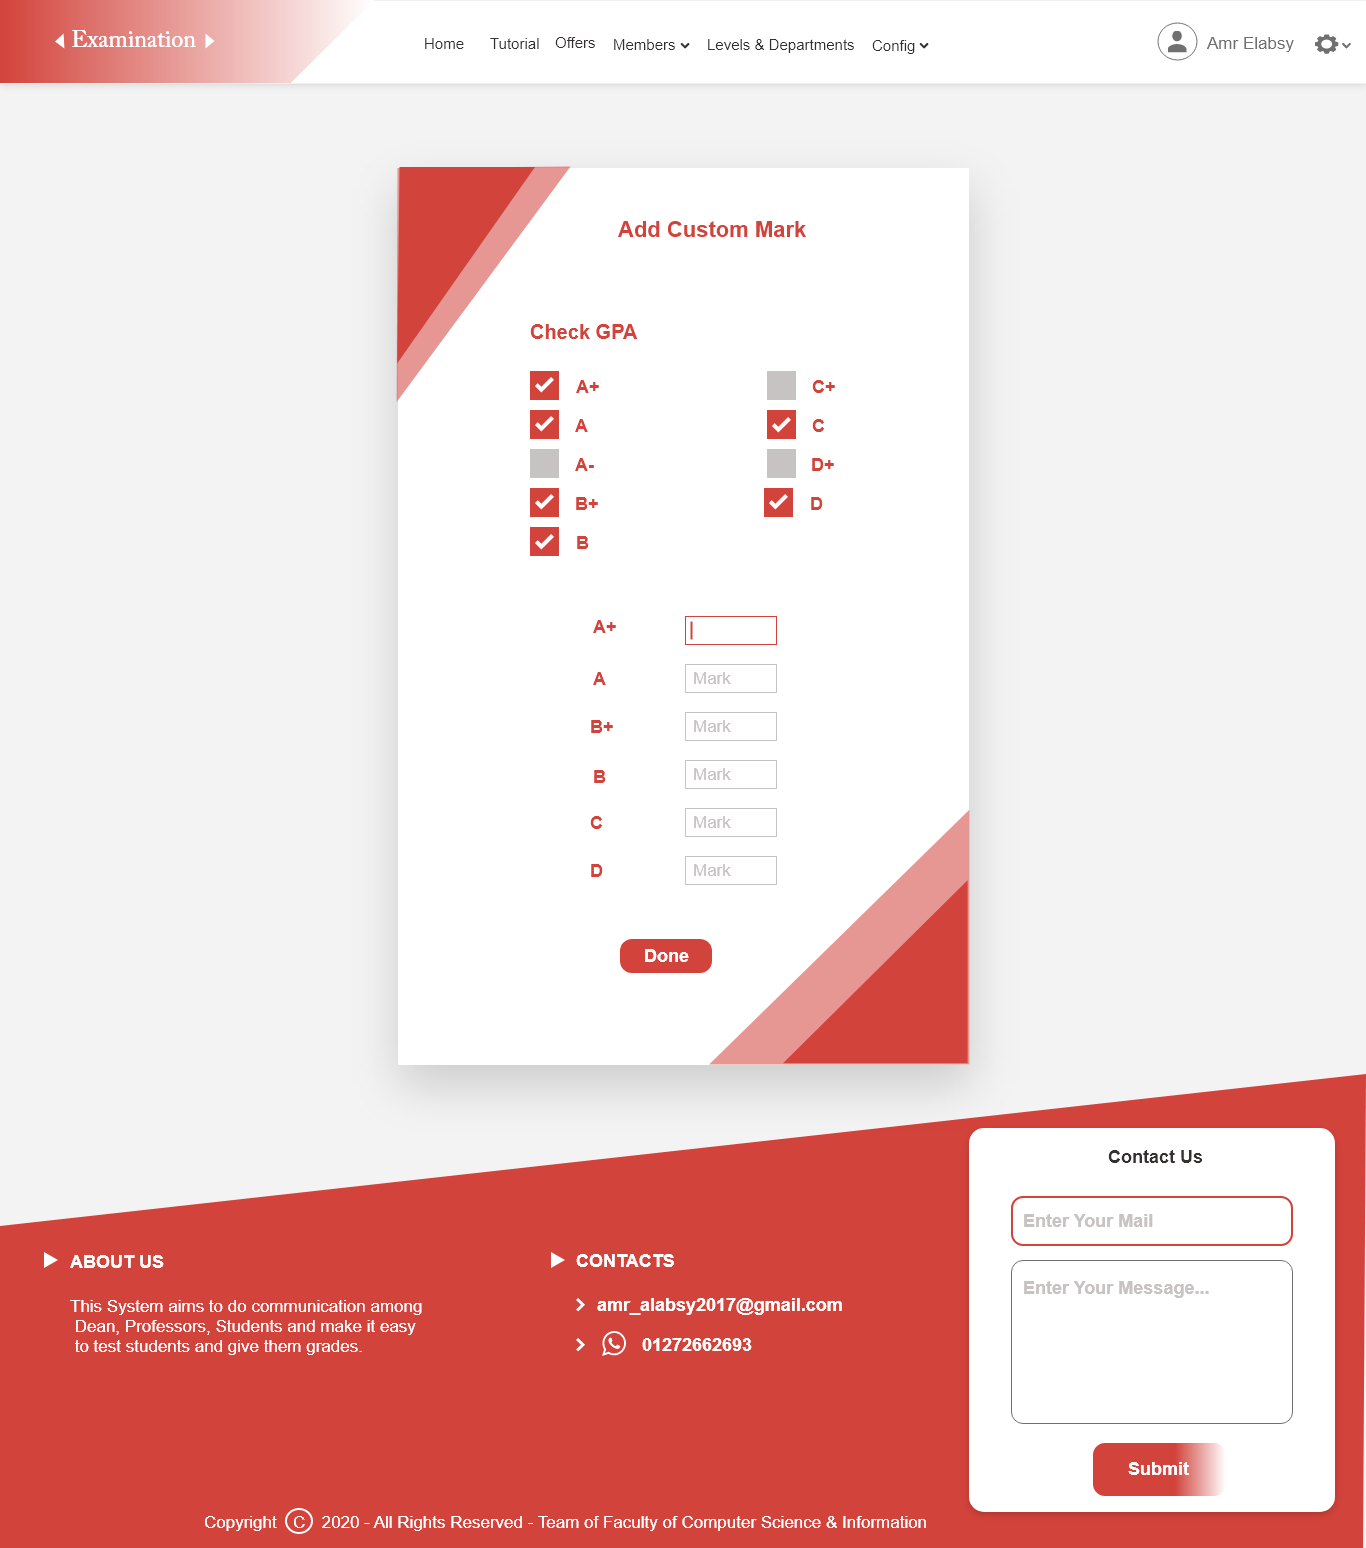 Examination
Home Tutorial Offers Members Levels & Departments Config
Amr Elabsy
Add Custom Mark
Check GPA
A+ C+
A C
A- D+
B+ D
B
A+
A Mark
B+ Mark
B Mark
C Mark
D Mark
Done
Contact Us
Enter Your Mail
Enter Your Message...
Submit
ABOUT US
This System aims to do communication among
Dean, Professors, Students and make it easy
to test students and give them grades.
CONTACTS
amr_alabsy2017@gmail.com
01272662693
Copyright © 2020 - All Rights Reserved - Team of Faculty of Computer Science & Information